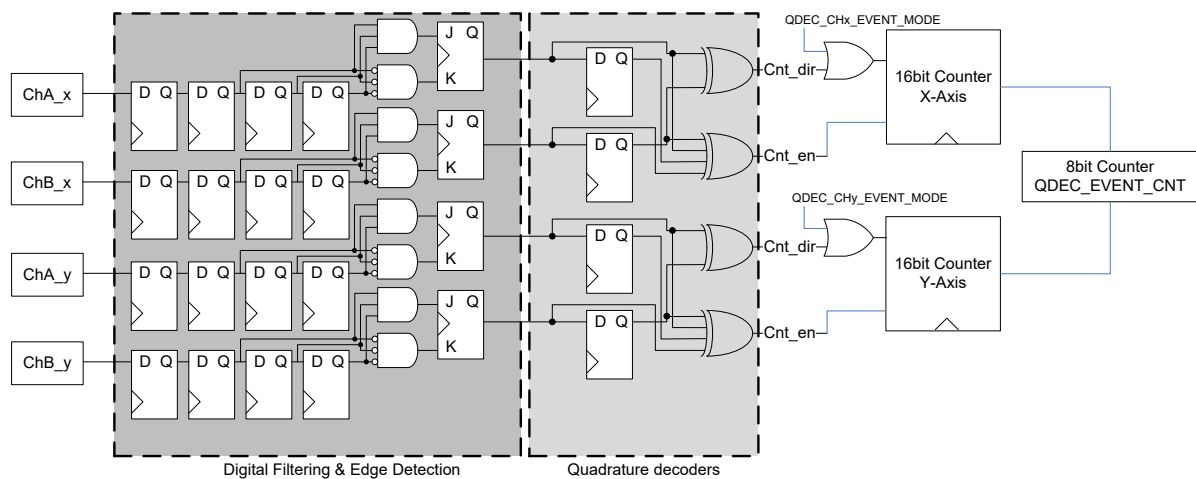 QDEC_CHx_EVENT_MODE
J Q
K
16bit Counter
X-Axis
ChA_x
D Q D Q D Q D Q
D Q
Cnt_dir
J Q
K
ChB_x
D Q D Q D Q D Q
D Q
Cnt_en
8bit Counter
QDEC_EVENT_CNT
QDEC_CHy_EVENT_MODE
J Q
K
16bit Counter
Y-Axis
ChA_y
D Q D Q D Q D Q
D Q
Cnt_dir
J Q
K
ChB_y
D Q D Q D Q D Q
D Q
Cnt_en
Digital Filtering & Edge Detection
Quadrature decoders